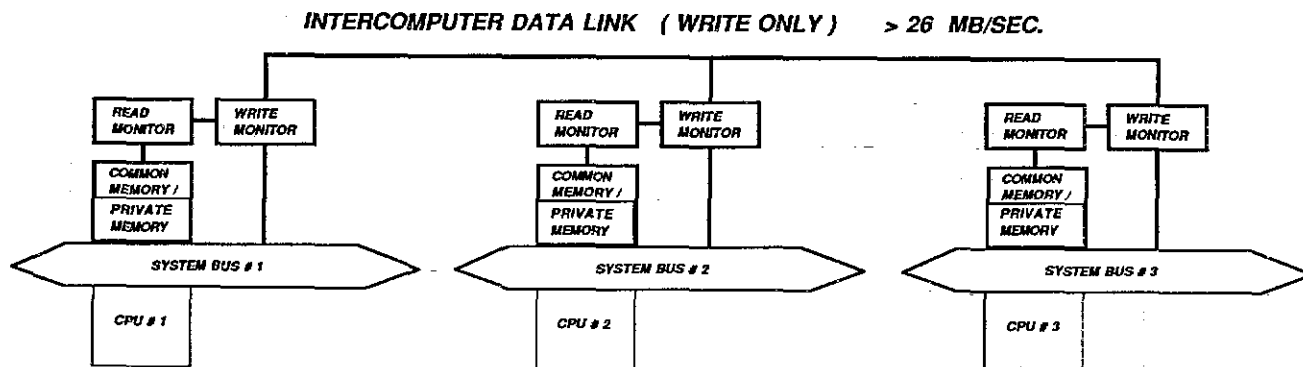 INTERCOMPUTER DATA LINK ( WRITE ONLY ) > 26 MB/SEC.
READ
MONITOR
WRITE
MONITOR
COMMON
MEMORY /
PRIVATE
MEMORY
SYSTEM BUS # 1
CPU # 1
READ
MONITOR
WRITE
MONITOR
COMMON
MEMORY /
PRIVATE
MEMORY
SYSTEM BUS # 2
CPU # 2
READ
MONITOR
WRITE
MONITOR
COMMON
MEMORY /
PRIVATE
MEMORY
SYSTEM BUS # 3
CPU # 3